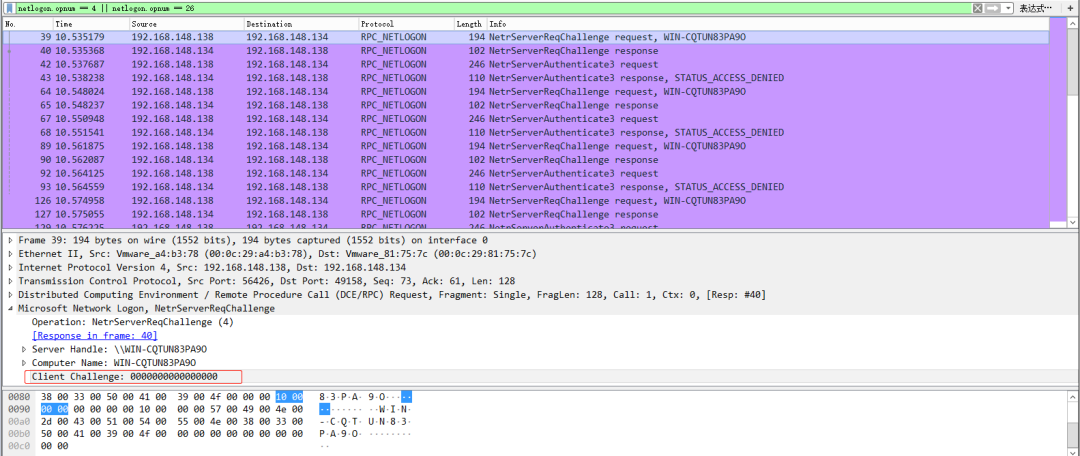 netlogon.opnum == 4 || netlogon.opnum == 26 表达式… +
No. Time Source Destination Protocol Length Info
39 10.535179 192.168.148.138 192.168.148.134 RPC_NETLOGON 194 NetrServerReqChallenge request, WIN-CQTUN83PA9O
40 10.535368 192.168.148.134 192.168.148.138 RPC_NETLOGON 102 NetrServerReqChallenge response
42 10.537687 192.168.148.138 192.168.148.134 RPC_NETLOGON 246 NetrServerAuthenticate3 request
43 10.538238 192.168.148.134 192.168.148.138 RPC_NETLOGON 110 NetrServerAuthenticate3 response, STATUS_ACCESS_DENIED
64 10.548024 192.168.148.138 192.168.148.134 RPC_NETLOGON 194 NetrServerReqChallenge request, WIN-CQTUN83PA9O
65 10.548237 192.168.148.134 192.168.148.138 RPC_NETLOGON 102 NetrServerReqChallenge response
67 10.550948 192.168.148.138 192.168.148.134 RPC_NETLOGON 246 NetrServerAuthenticate3 request
68 10.551541 192.168.148.134 192.168.148.138 RPC_NETLOGON 110 NetrServerAuthenticate3 response, STATUS_ACCESS_DENIED
89 10.561875 192.168.148.138 192.168.148.134 RPC_NETLOGON 194 NetrServerReqChallenge request, WIN-CQTUN83PA9O
90 10.562087 192.168.148.134 192.168.148.138 RPC_NETLOGON 102 NetrServerReqChallenge response
92 10.564125 192.168.148.138 192.168.148.134 RPC_NETLOGON 246 NetrServerAuthenticate3 request
93 10.564559 192.168.148.134 192.168.148.138 RPC_NETLOGON 110 NetrServerAuthenticate3 response, STATUS_ACCESS_DENIED
126 10.574958 192.168.148.138 192.168.148.134 RPC_NETLOGON 194 NetrServerReqChallenge request, WIN-CQTUN83PA9O
127 10.575055 192.168.148.134 192.168.148.138 RPC_NETLOGON 102 NetrServerReqChallenge response
129 10.576225 192.168.148.138 192.168.148.134 RPC_NETLOGON 246 NetrServerAuthenticate3 request
Frame 39: 194 bytes on wire (1552 bits), 194 bytes captured (1552 bits) on interface 0
Ethernet II, Src: Vmware_a4:b3:78 (00:0c:29:a4:b3:78), Dst: Vmware_81:75:7c (00:0c:29:81:75:7c)
Internet Protocol Version 4, Src: 192.168.148.138, Dst: 192.168.148.134
Transmission Control Protocol, Src Port: 56426, Dst Port: 49158, Seq: 73, Ack: 61, Len: 128
Distributed Computing Environment / Remote Procedure Call (DCE/RPC) Request, Fragment: Single, FragLen: 128, Call: 1, Ctx: 0, [Resp: #40]
Microsoft Network Logon, NetrServerReqChallenge
Operation: NetrServerReqChallenge (4)
[Response in frame: 40]
Server Handle: \\WIN-CQTUN83PA9O
Computer Name: WIN-CQTUN83PA9O
Client Challenge: 0000000000000000
0080 38 00 33 00 50 00 41 00 39 00 4f 00 00 00 10 00 8·3·P·A· 9·O·····
0090 00 00 00 00 00 00 10 00 00 00 57 00 49 00 4e 00 ········ ··W·I·N·
00a0 2d 00 43 00 51 00 54 00 55 00 4e 00 38 00 33 00 -·C·Q·T· U·N·8·3·
00b0 50 00 41 00 39 00 4f 00 00 00 00 00 00 00 00 00 P·A·9·O· ········
00c0 00 00 ··